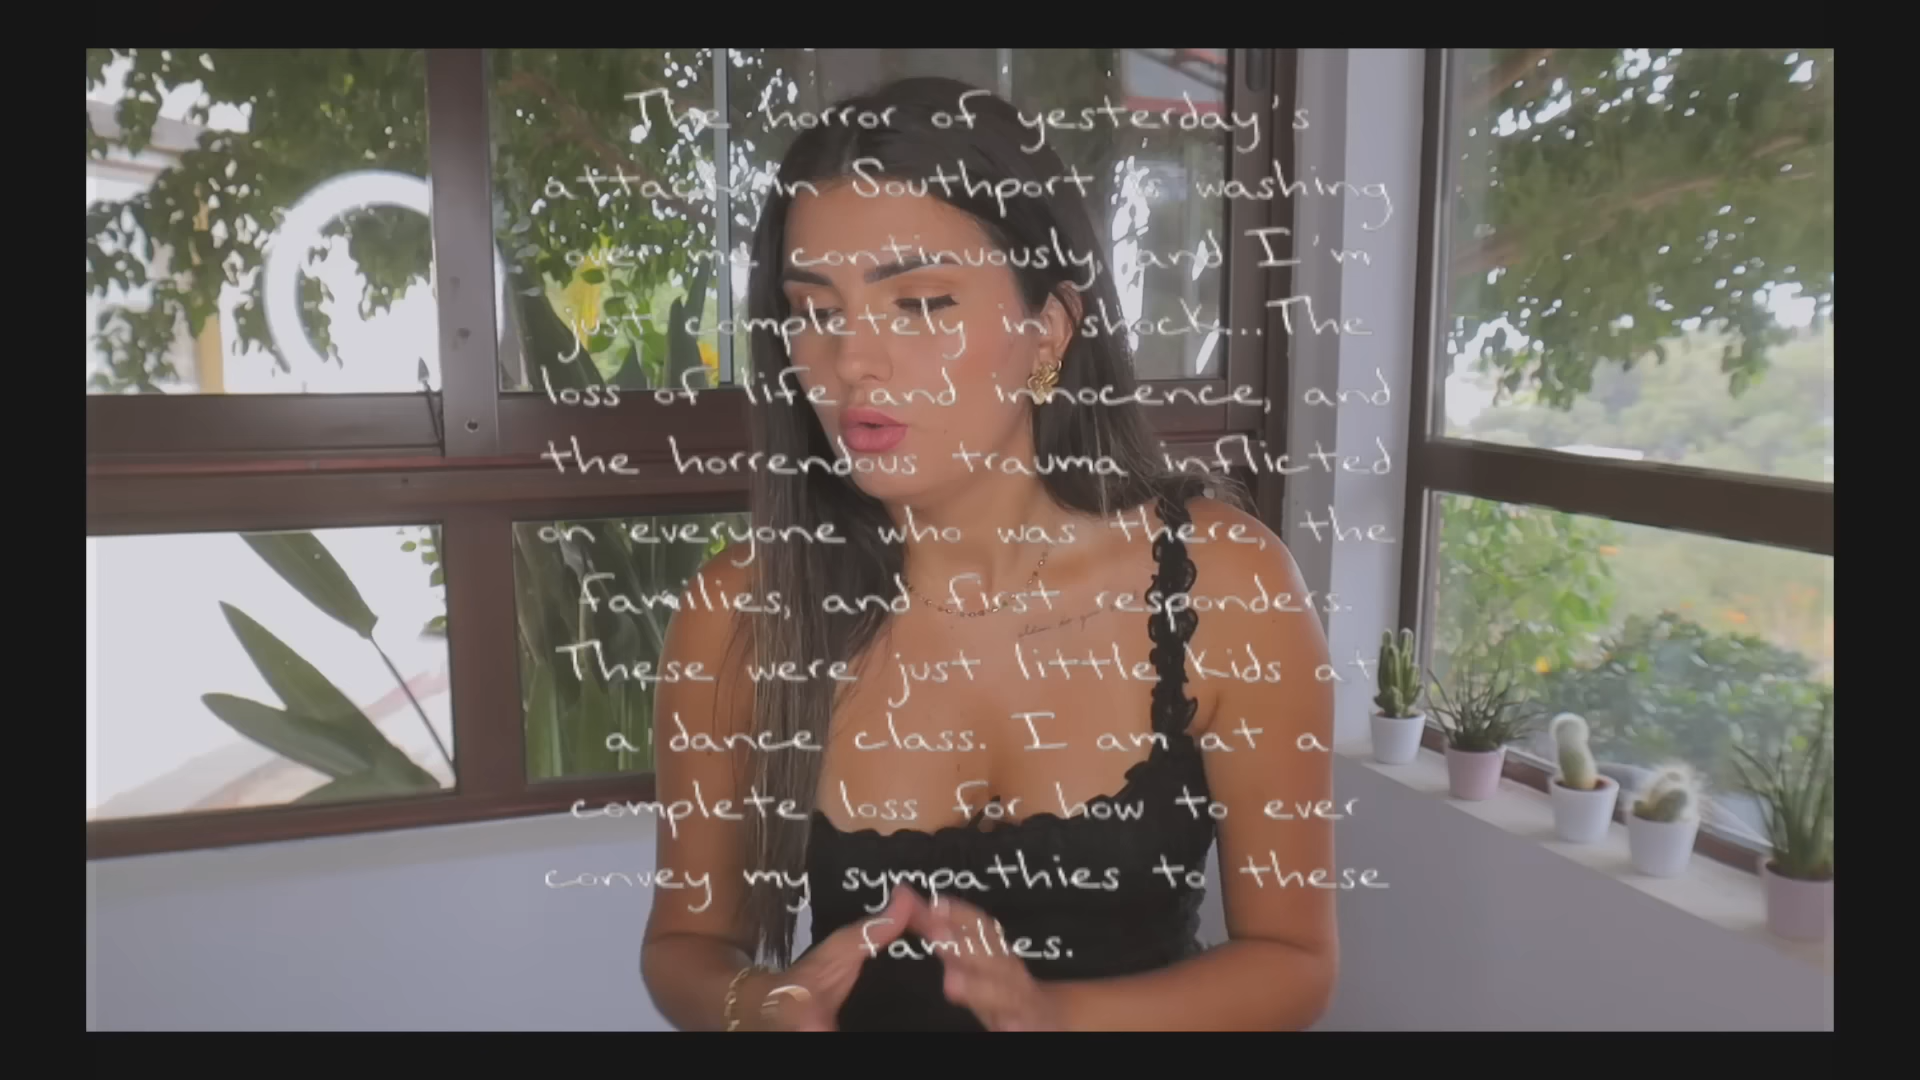 The horror of yesterday's
attack in Southport is washing
over me continuously, and I'm
just completely in shock...The
loss of life and innocence, and
the horrendous trauma inflicted
on everyone who was there, the
families, and first responders.
These were just little kids at
a dance class. I am at a
complete loss for how to ever
convey my sympathies to these
families.